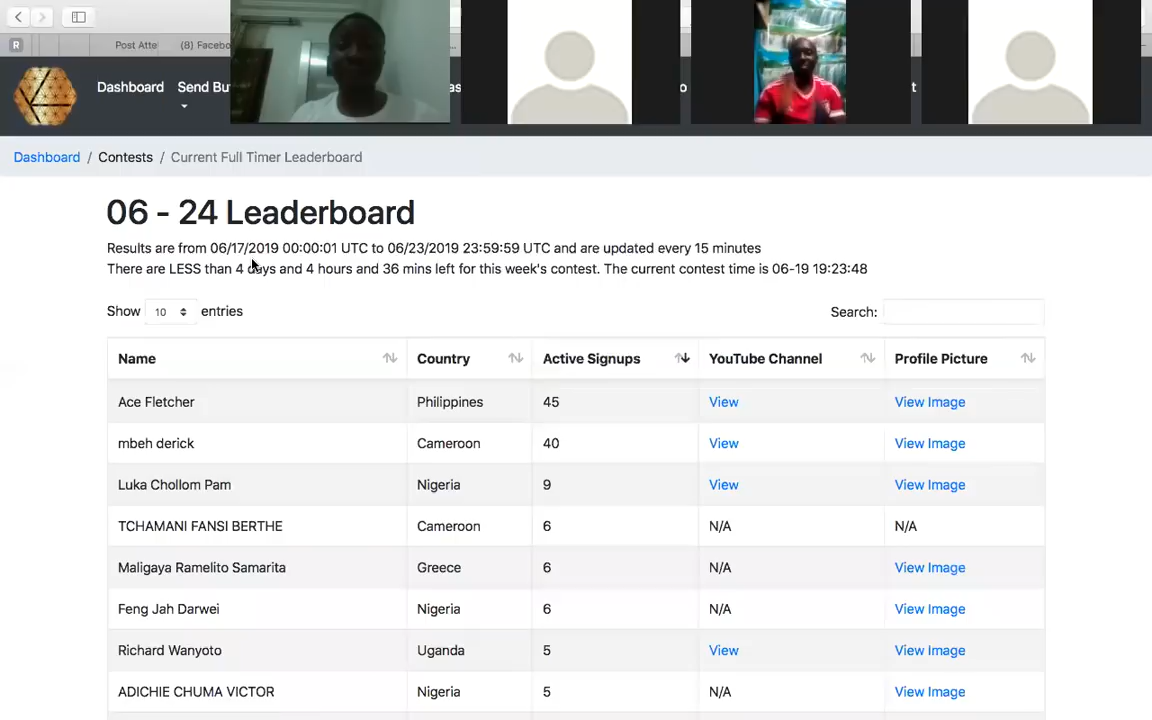 R Post Atte (8) Facebo
Dashboard Send Bu
Dashboard / Contests / Current Full Timer Leaderboard
06 - 24 Leaderboard
Results are from 06/17/2019 00:00:01 UTC to 06/23/2019 23:59:59 UTC and are updated every 15 minutes
There are LESS than 4 days and 4 hours and 36 mins left for this week's contest. The current contest time is 06-19 19:23:48
Show 10 entries Search:
Name Country Active Signups YouTube Channel Profile Picture
Ace Fletcher Philippines 45 View View Image
mbeh derick Cameroon 40 View View Image
Luka Chollom Pam Nigeria 9 View View Image
TCHAMANI FANSI BERTHE Cameroon 6 N/A N/A
Maligaya Ramelito Samarita Greece 6 N/A View Image
Feng Jah Darwei Nigeria 6 N/A View Image
Richard Wanyoto Uganda 5 View View Image
ADICHIE CHUMA VICTOR Nigeria 5 N/A View Image